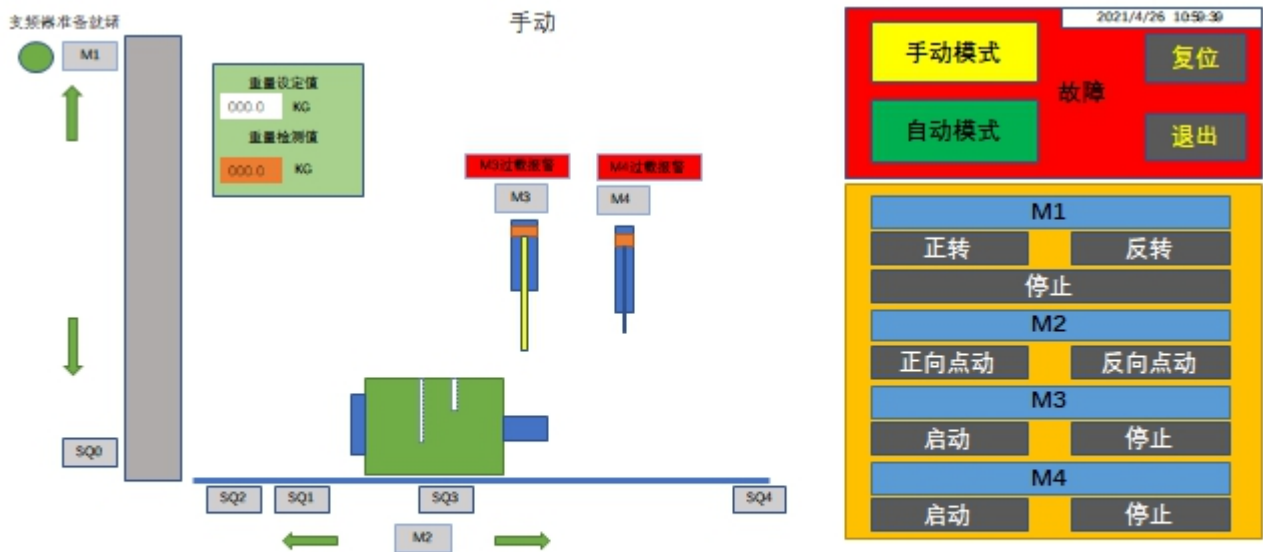 变频器准备就绪
M1
SQ0
手动
重量设定值
000.0 KG
重量检测值
000.0 KG
M3过载报警
M4过载报警
M3
M4
SQ2
SQ1
SQ3
SQ4
M2
2021/4/26 10:59:39
手动模式
复位
故障
自动模式
退出
M1
正转
反转
停止
M2
正向点动
反向点动
M3
启动
停止
M4
启动
停止